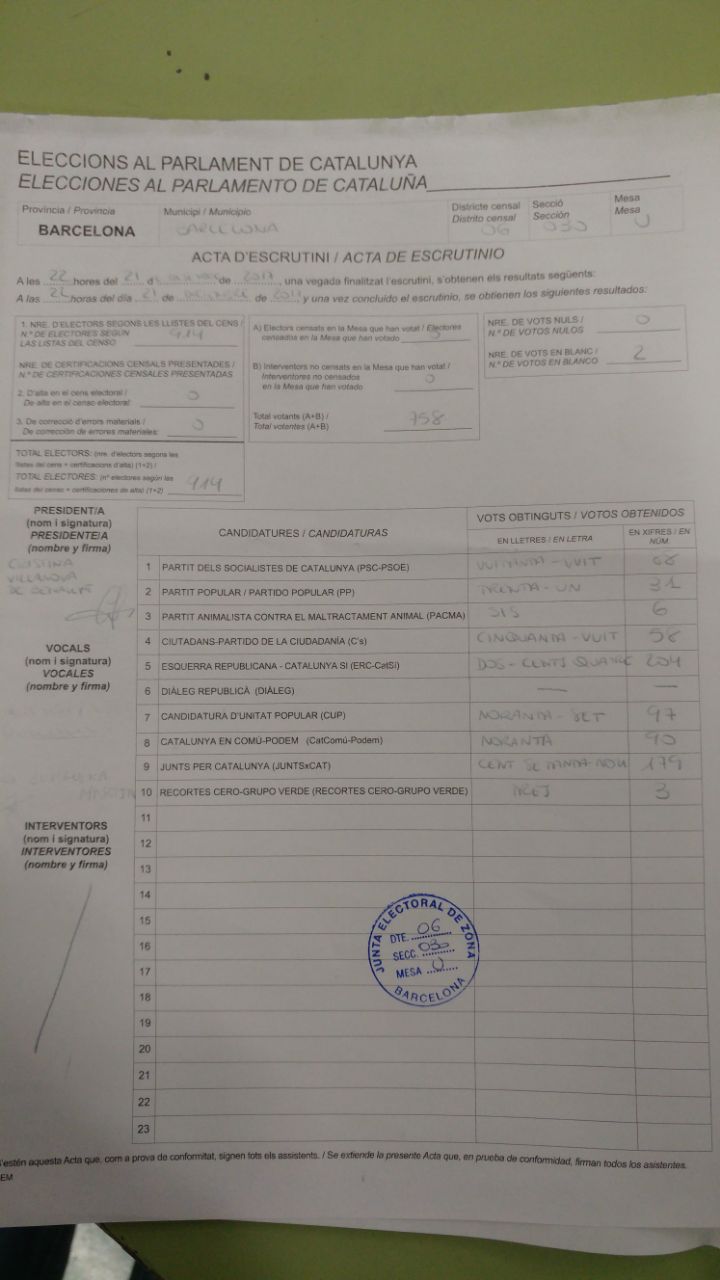 ELECCIONS AL PARLAMENT DE CATALUNYA
ELECCIONES AL PARLAMENTO DE CATALUÑA
Província / Provincia
BARCELONA
Municipi / Municipio
BARCELONA
Districte censal
Distrito censal
06
Secció
Sección
030
Mesa
Mesa
U
ACTA D'ESCRUTINI / ACTA DE ESCRUTINIO
A les 22 hores del 21 de de 2017, una vegada finalitzat l'escrutini, s'obtenen els resultats següents:
A las 22 horas del día 21 de de 2017 y una vez concluido el escrutinio, se obtienen los siguientes resultados:
1. NRE. D'ELECTORS SEGONS LES LLISTES DEL CENS /
N.º DE ELECTORES SEGÚN
LAS LISTAS DEL CENSO
914
NRE. DE CERTIFICACIONS CENSALS PRESENTADES /
N.º DE CERTIFICACIONES CENSALES PRESENTADAS
2. D'alta en el cens electoral /
De alta en el censo electoral:
0
3. De correcció d'errors materials /
De corrección de errores materiales:
0
TOTAL ELECTORS: (nre. d'electors segons les
llistes del cens + certificacions d'alta) (1+2) /
TOTAL ELECTORES: (nº electores según las
listas del censo + certificaciones de alta) (1+2)
914
A) Electors censats en la Mesa que han votat / Electores
censados en la Mesa que han votado
B) Interventors no censats en la Mesa que han votat /
Interventores no censados
en la Mesa que han votado
0
Total votants (A+B) /
Total votantes (A+B)
758
NRE. DE VOTS NULS /
N.º DE VOTOS NULOS
0
NRE. DE VOTS EN BLANC /
N.º DE VOTOS EN BLANCO
2
PRESIDENT/A
(nom i signatura)
PRESIDENTE/A
(nombre y firma)
CRISTINA
VILLANOVA
VOCALS
(nom i signatura)
VOCALES
(nombre y firma)
INTERVENTORS
(nom i signatura)
INTERVENTORES
(nombre y firma)
CANDIDATURES / CANDIDATURAS
VOTS OBTINGUTS / VOTOS OBTENIDOS
EN LLETRES / EN LETRA
EN XIFRES / EN NÚM.
1 PARTIT DELS SOCIALISTES DE CATALUNYA (PSC-PSOE) VUITANTA-VUIT
2 PARTIT POPULAR / PARTIDO POPULAR (PP) TRENTA-UN 31
3 PARTIT ANIMALISTA CONTRA EL MALTRACTAMENT ANIMAL (PACMA) SIS 6
4 CIUTADANS-PARTIDO DE LA CIUDADANÍA (C's) CINQUANTA-VUIT 58
5 ESQUERRA REPUBLICANA - CATALUNYA SÍ (ERC-CatSí) DOS-CENTS QUATRE 204
6 DIÀLEG REPUBLICÀ (DIÀLEG) — —
7 CANDIDATURA D'UNITAT POPULAR (CUP) NORANTA-SET 97
8 CATALUNYA EN COMÚ-PODEM (CatComú-Podem) NORANTA 90
9 JUNTS PER CATALUNYA (JUNTSxCAT) CENT SETANTA-NOU 179
10 RECORTES CERO-GRUPO VERDE (RECORTES CERO-GRUPO VERDE) TRES 3
11
12
13
14
15
16
17
18
19
20
21
22
23
JUNTA ELECTORAL DE ZONA
DTE. 06
SECC. 030
MESA U
BARCELONA
S'estén aquesta Acta que, com a prova de conformitat, signen tots els assistents. / Se extiende la presente Acta que, en prueba de conformidad, firman todos los asistentes.